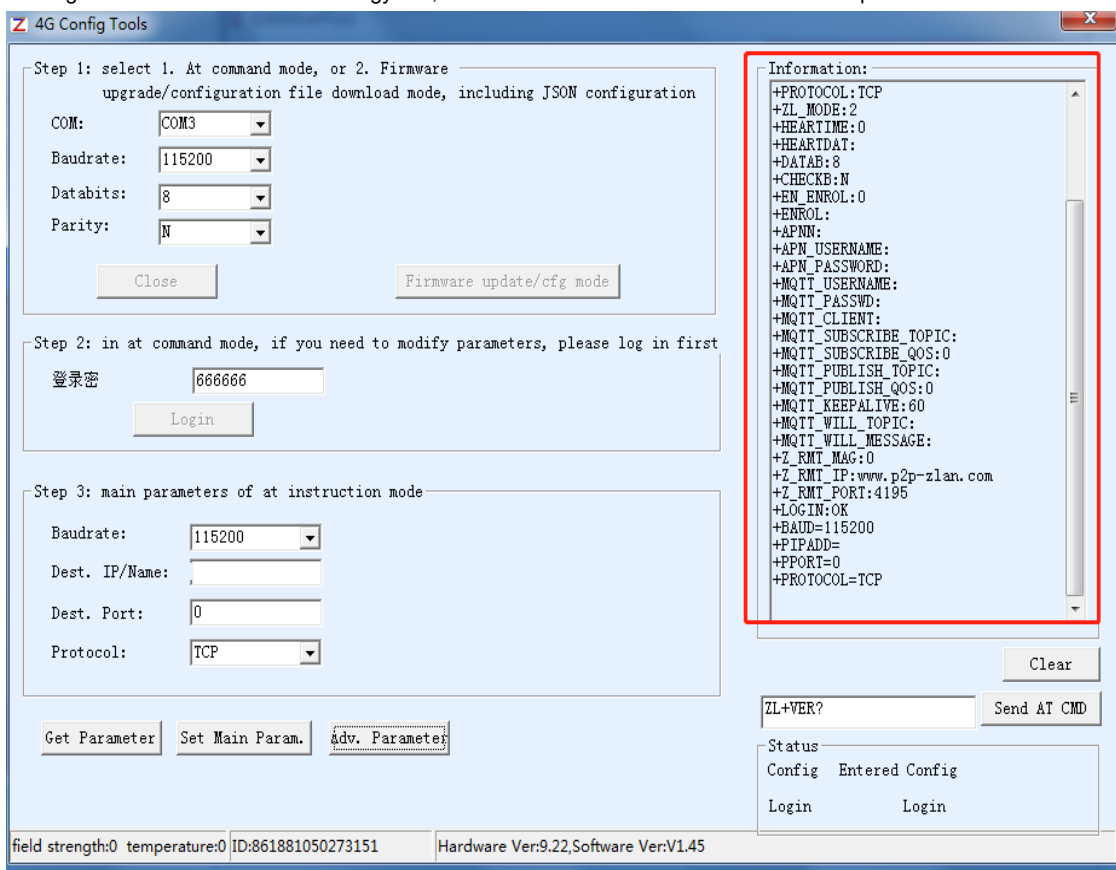 4G Config Tools
Step 1: select 1. At command mode, or 2. Firmware
upgrade/configuration file download mode, including JSON configuration
COM: COM3
Baudrate: 115200
Databits: 8
Parity: N
Close Firmware update/cfg mode
Step 2: in at command mode, if you need to modify parameters, please log in first
登录密 666666
Login
Step 3: main parameters of at instruction mode
Baudrate: 115200
Dest. IP/Name:
Dest. Port: 0
Protocol: TCP
Get Parameter Set Main Param. Adv. Parameter
Information:
+PROTOCOL:TCP
+ZL_MODE:2
+HEARTIME:0
+HEARTDAT:
+DATAB:8
+CHECKB:N
+EN_ENROL:0
+ENROL:
+APNN:
+APN_USERNAME:
+APN_PASSWORD:
+MQTT_USERNAME:
+MQTT_PASSWD:
+MQTT_CLIENT:
+MQTT_SUBSCRIBE_TOPIC:
+MQTT_SUBSCRIBE_QOS:0
+MQTT_PUBLISH_TOPIC:
+MQTT_PUBLISH_QOS:0
+MQTT_KEEPALIVE:60
+MQTT_WILL_TOPIC:
+MQTT_WILL_MESSAGE:
+Z_RMT_MAG:0
+Z_RMT_IP:www.p2p-zlan.com
+Z_RMT_PORT:4195
+LOGIN:OK
+BAUD=115200
+PIPADD=
+PPORT=0
+PROTOCOL=TCP
Clear
ZL+VER? Send AT CMD
Status
Config Entered Config
Login Login
field strength:0 temperature:0 ID:861881050273151 Hardware Ver:9.22,Software Ver:V1.45